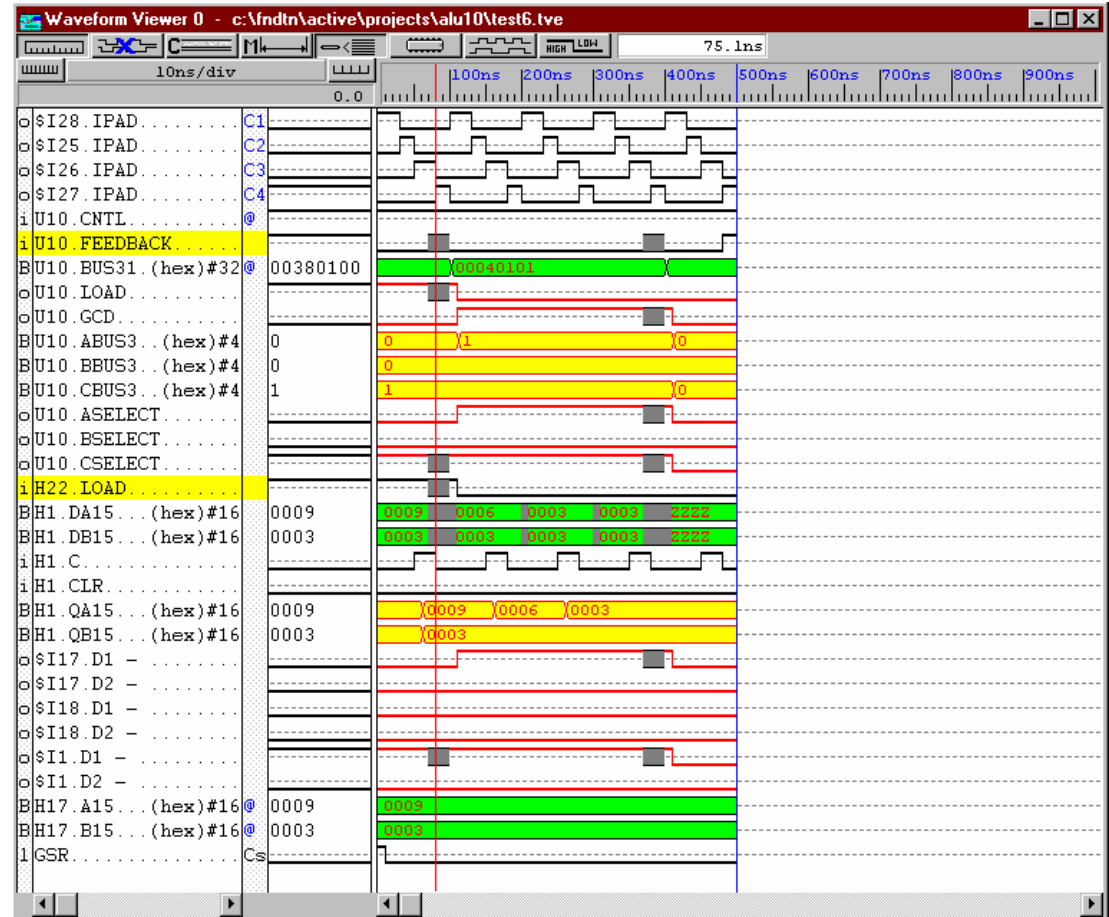 Waveform Viewer 0 - c:\fndtn\active\projects\alu10\test6.tve
C M HIGH LOW 75.1ns
10ns/div 100ns 200ns 300ns 400ns 500ns 600ns 700ns 800ns 900ns
0.0
o $I28.IPAD......... C1
o $I25.IPAD......... C2
o $I26.IPAD......... C3
o $I27.IPAD......... C4
i U10.CNTL.......... @
i U10.FEEDBACK......
B U10.BUS31.(hex)#32 @ 00380100 00040101
o U10.LOAD..........
o U10.GCD...........
B U10.ABUS3..(hex)#4 0 0 1 0
B U10.BBUS3..(hex)#4 0 0
B U10.CBUS3..(hex)#4 1 1 0
o U10.ASELECT.......
o U10.BSELECT.......
o U10.CSELECT.......
i H22.LOAD..........
B H1.DA15...(hex)#16 0009 0009 0006 0003 0003 ZZZZ
B H1.DB15...(hex)#16 0003 0003 0003 0003 0003 ZZZZ
i H1.C..............
i H1.CLR............
B H1.QA15...(hex)#16 0009 0009 0006 0003
B H1.QB15...(hex)#16 0003 0003
o $I17.D1 - ........
o $I17.D2 - ........
o $I18.D1 - ........
o $I18.D2 - ........
o $I1.D1 - .........
o $I1.D2 - .........
B H17.A15...(hex)#16 @ 0009 0009
B H17.B15...(hex)#16 @ 0003 0003
l GSR............... Cs